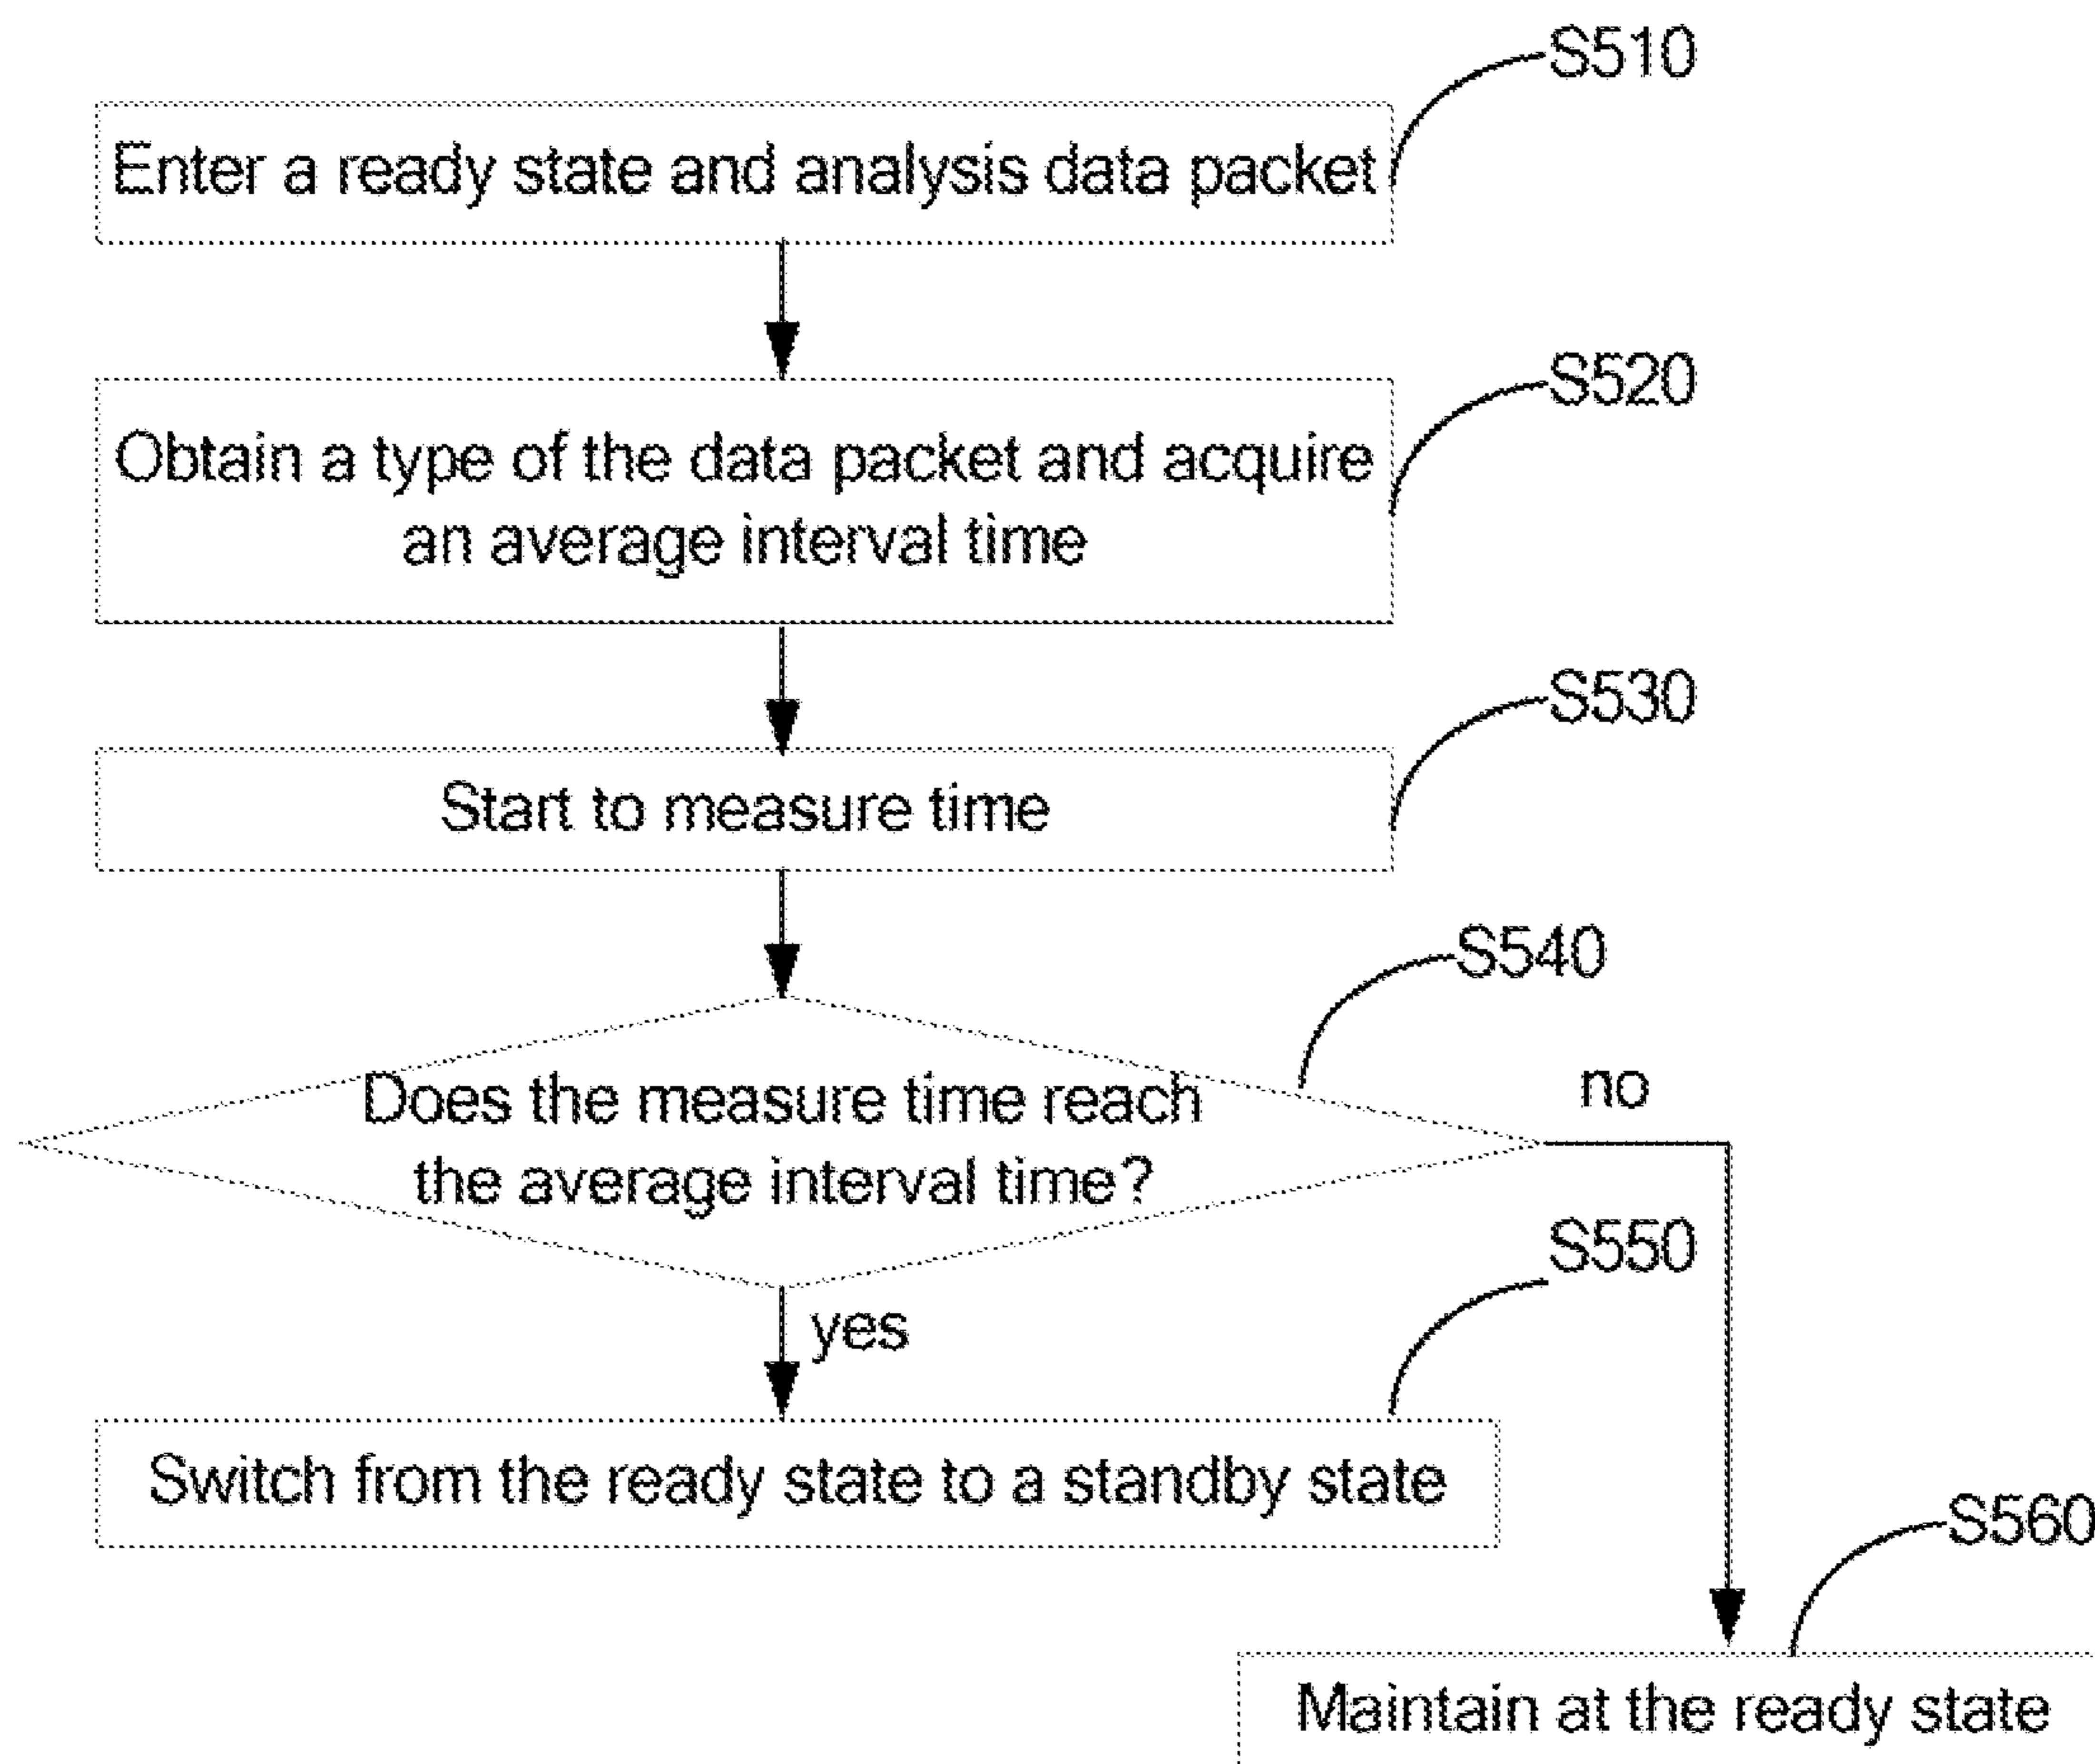 S510
Enter a ready state and analysis data packet
S520
Obtain a type of the data packet and acquire
an average interval time
S530
Start to measure time
S540
Does the measure time reach
the average interval time?
no
yes
S550
Switch from the ready state to a standby state
S560
Maintain at the ready state